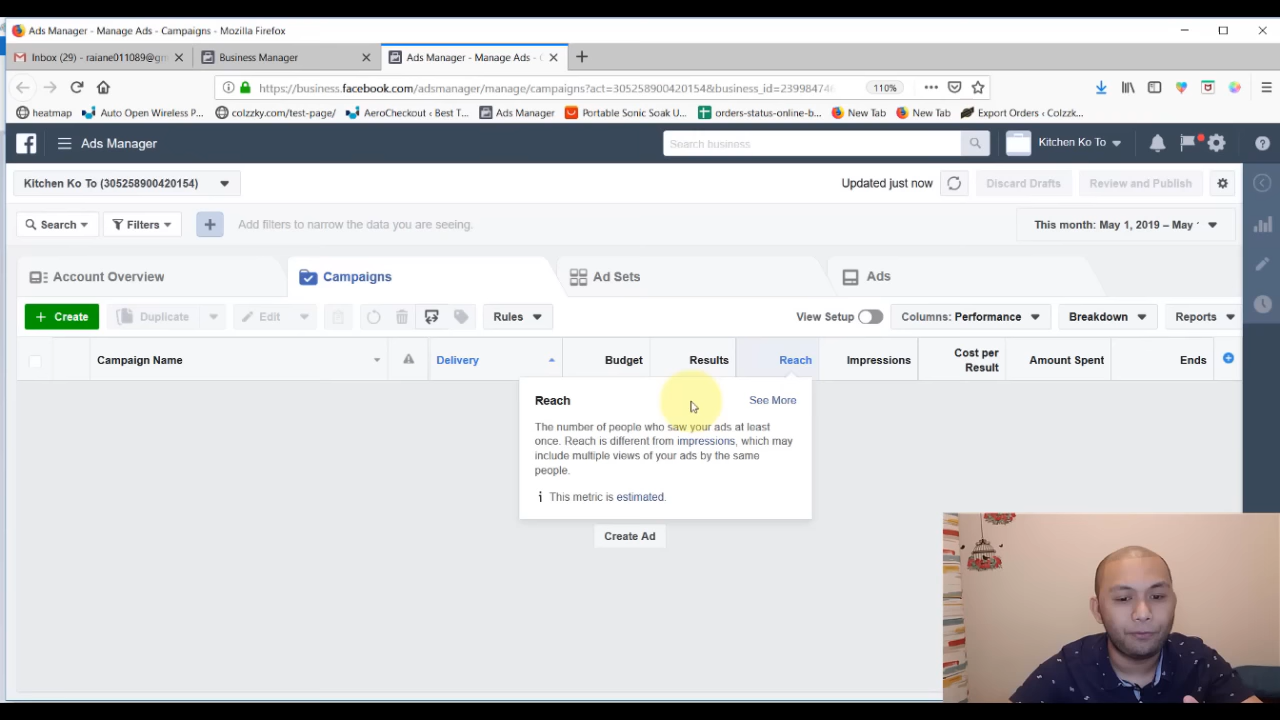 Ads Manager - Manage Ads - Campaigns - Mozilla Firefox
Inbox (29) - raiane011089@gm
Business Manager
Ads Manager - Manage Ads - C
https://business.facebook.com/adsmanager/manage/campaigns?act=305258900420154&business_id=23998474
110%
heatmap
Auto Open Wireless P...
colzzky.com/test-page/
AeroCheckout ‹ Best T...
Ads Manager
Portable Sonic Soak U...
orders-status-online-b...
New Tab
New Tab
Export Orders ‹ Colzzk...
Ads Manager
Search business
Kitchen Ko To
Kitchen Ko To (305258900420154)
Updated just now
Discard Drafts
Review and Publish
Search
Filters
Add filters to narrow the data you are seeing.
This month: May 1, 2019 – May
Account Overview
Campaigns
Ad Sets
Ads
+ Create
Duplicate
Edit
Rules
View Setup
Columns: Performance
Breakdown
Reports
Campaign Name
Delivery
Budget
Results
Reach
Impressions
Cost per
Result
Amount Spent
Ends
Reach
See More
The number of people who saw your ads at least
once. Reach is different from impressions, which may
include multiple views of your ads by the same
people.
This metric is estimated.
Create Ad